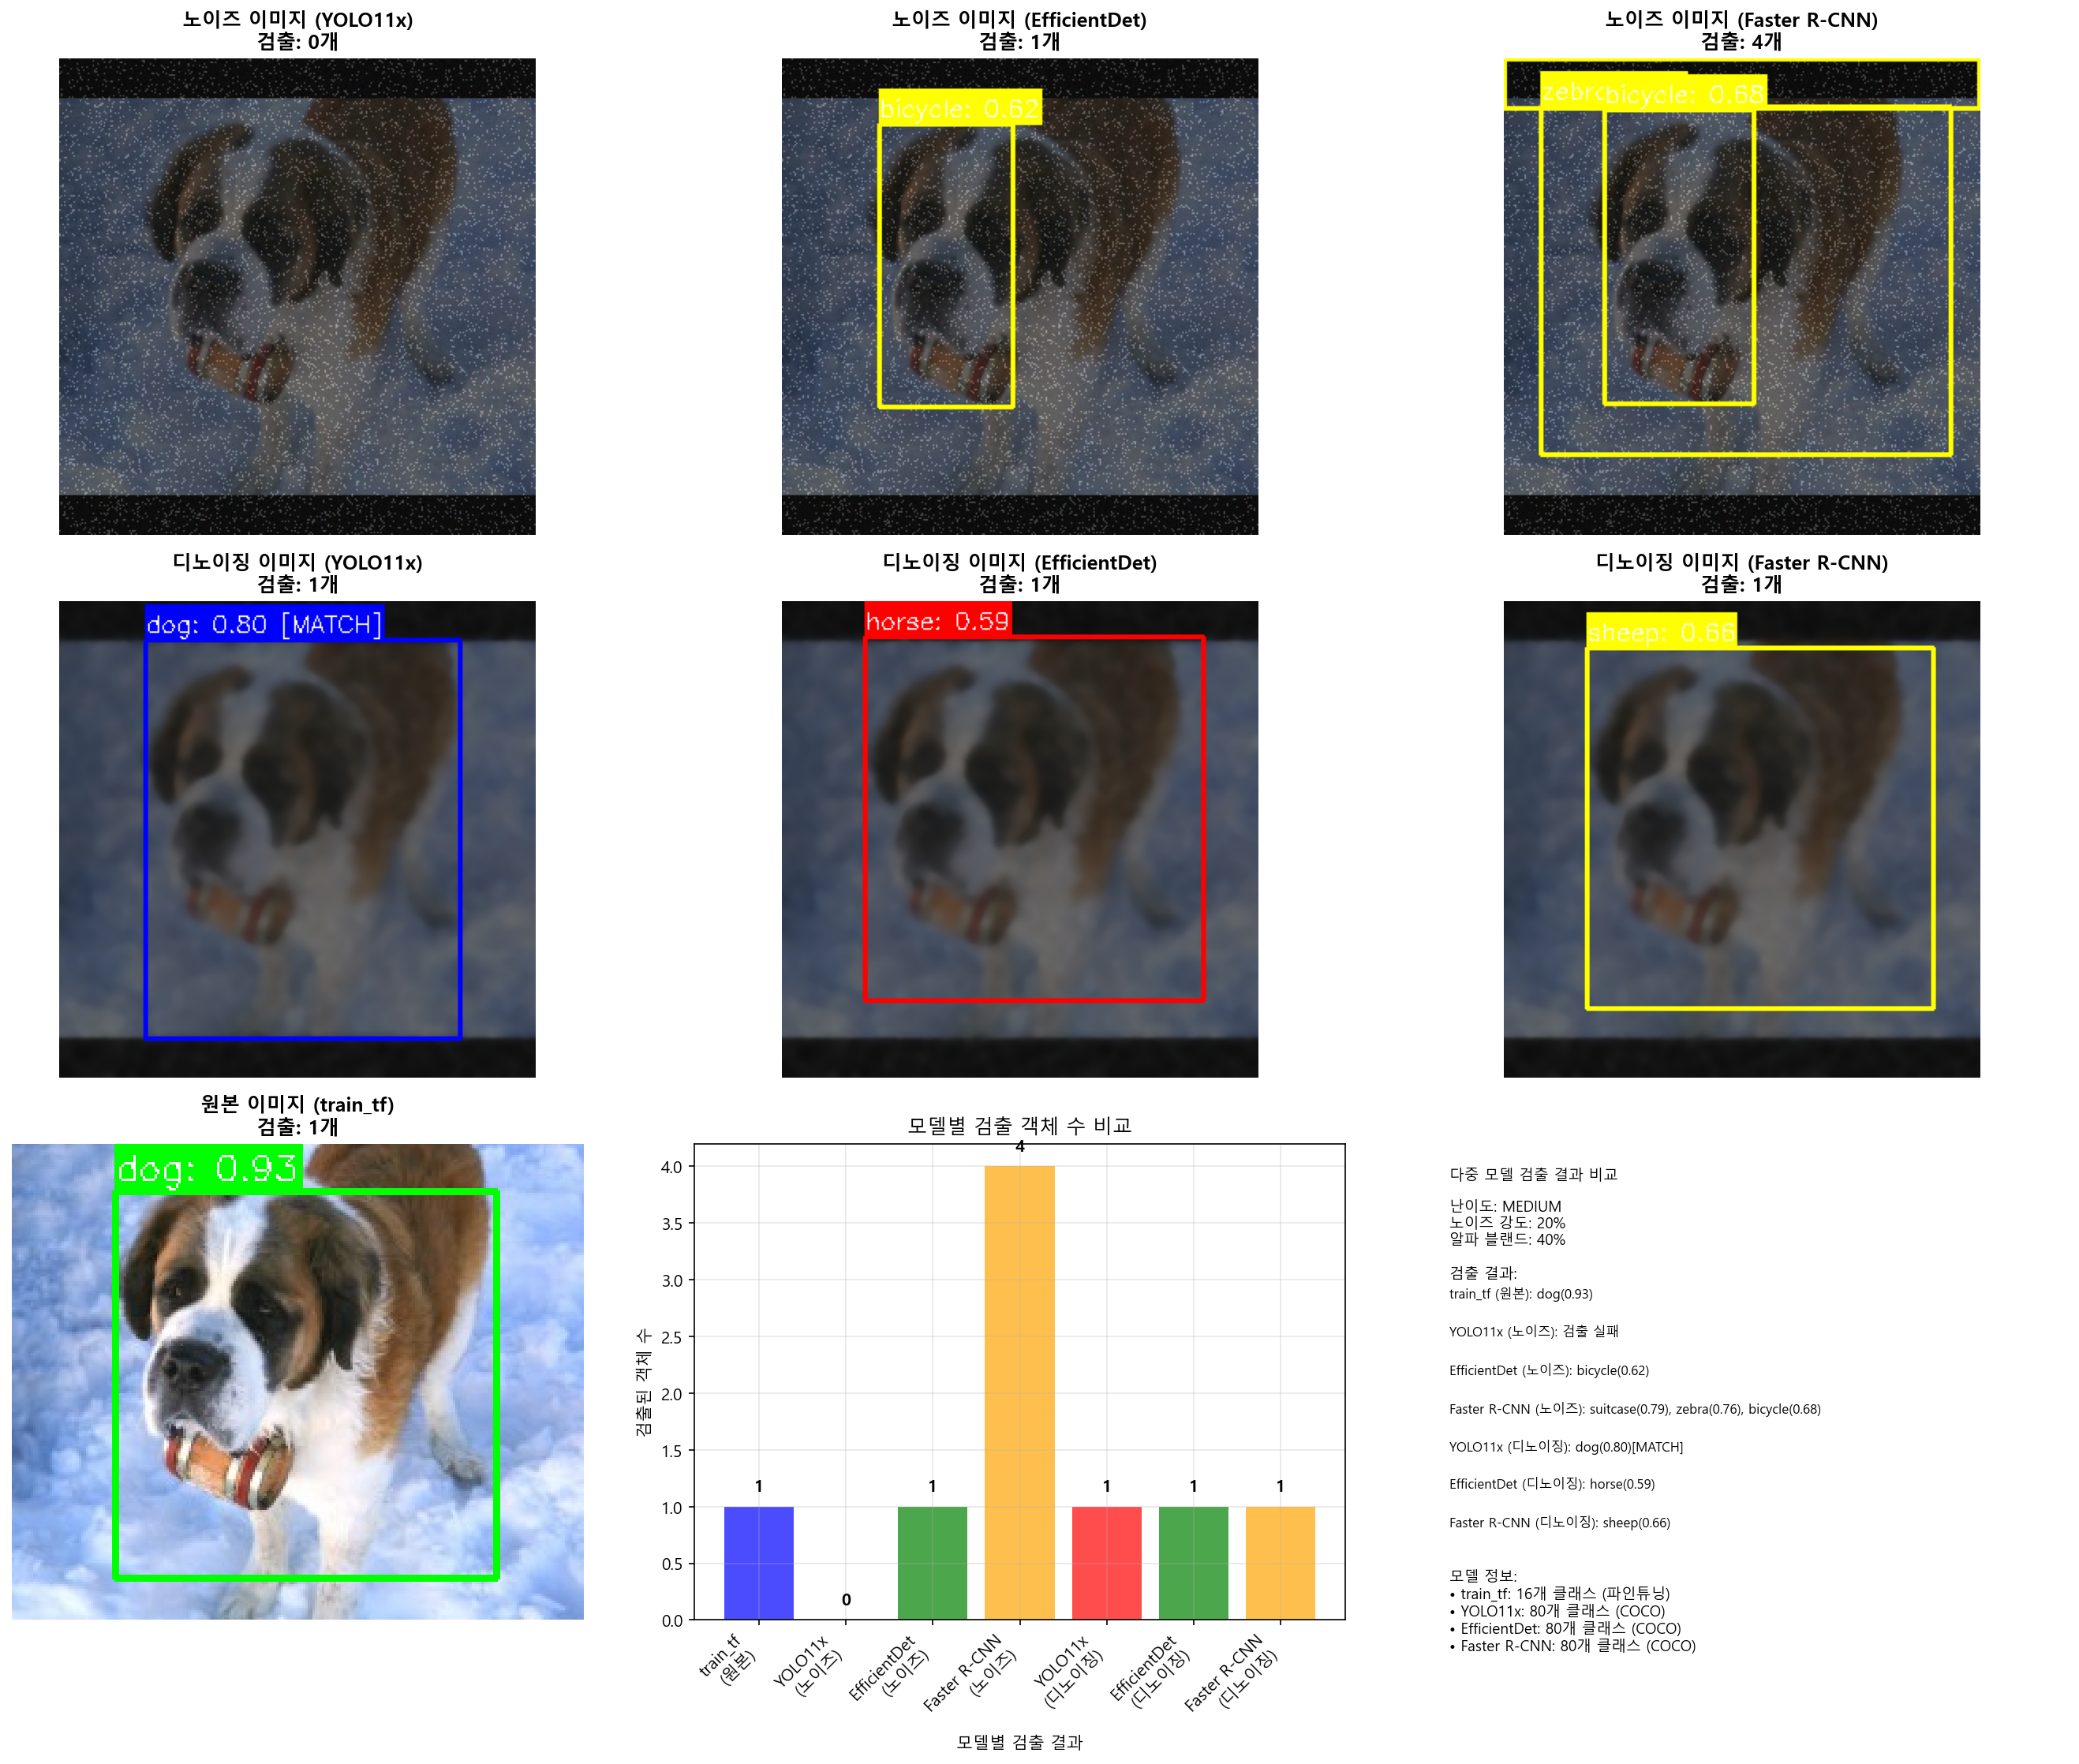 노이즈 이미지 (YOLO11x)
검출: 0개
노이즈 이미지 (EfficientDet)
검출: 1개
bicycle: 0.62
노이즈 이미지 (Faster R-CNN)
검출: 4개
bicycle: 0.68
디노이징 이미지 (YOLO11x)
검출: 1개
dog: 0.80 [MATCH]
디노이징 이미지 (EfficientDet)
검출: 1개
horse: 0.59
디노이징 이미지 (Faster R-CNN)
검출: 1개
sheep: 0.66
원본 이미지 (train_tf)
검출: 1개
dog: 0.93
모델별 검출 객체 수 비교
검출된 객체 수
4.0
3.5
3.0
2.5
2.0
1.5
1.0
0.5
0.0
1
0
1
4
1
1
1
train_tf
(원본)
YOLO11x
(노이즈)
EfficientDet
(노이즈)
Faster R-CNN
(노이즈)
YOLO11x
(디노이징)
EfficientDet
(디노이징)
Faster R-CNN
(디노이징)
모델별 검출 결과
다중 모델 검출 결과 비교
난이도: MEDIUM
노이즈 강도: 20%
알파 블랜드: 40%
검출 결과:
train_tf (원본): dog(0.93)
YOLO11x (노이즈): 검출 실패
EfficientDet (노이즈): bicycle(0.62)
Faster R-CNN (노이즈): suitcase(0.79), zebra(0.76), bicycle(0.68)
YOLO11x (디노이징): dog(0.80)[MATCH]
EfficientDet (디노이징): horse(0.59)
Faster R-CNN (디노이징): sheep(0.66)
모델 정보:
• train_tf: 16개 클래스 (파인튜닝)
• YOLO11x: 80개 클래스 (COCO)
• EfficientDet: 80개 클래스 (COCO)
• Faster R-CNN: 80개 클래스 (COCO)